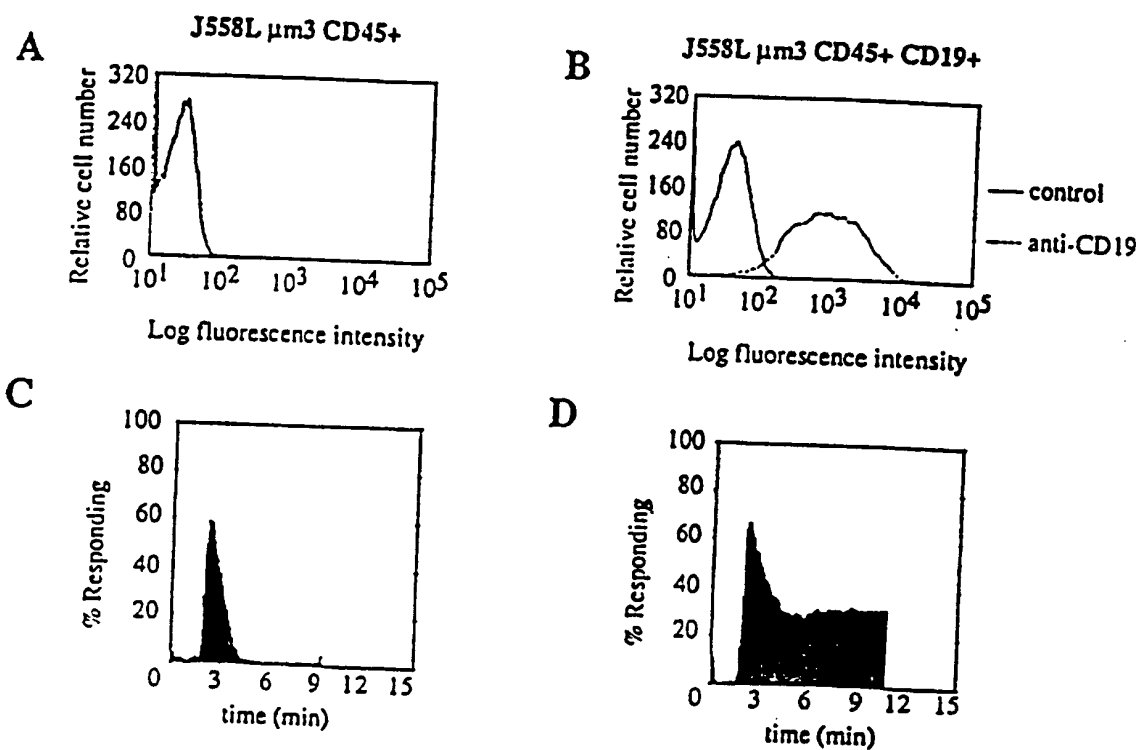 A
J558L µm3 CD45+
Relative cell number
320
240
160
80
0
10¹ 10² 10³ 10⁴ 10⁵
Log fluorescence intensity
B
J558L µm3 CD45+ CD19+
Relative cell number
320
240
160
80
0
10¹ 10² 10³ 10⁴ 10⁵
Log fluorescence intensity
control
anti-CD19
C
% Responding
100
80
60
40
20
0 3 6 9 12 15
time (min)
D
% Responding
100
80
60
40
20
0 3 6 9 12 15
time (min)